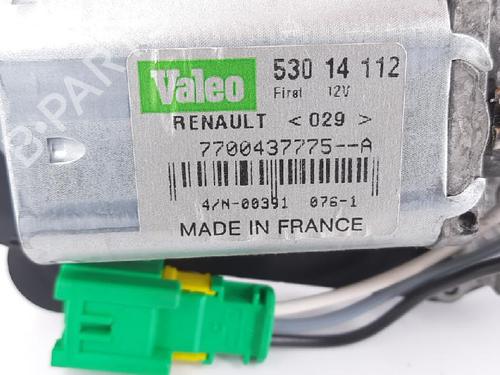 Valeo 530 14 112
First 12V
RENAULT <029>
7700437775--A
4/N-00391 076-1
MADE IN FRANCE